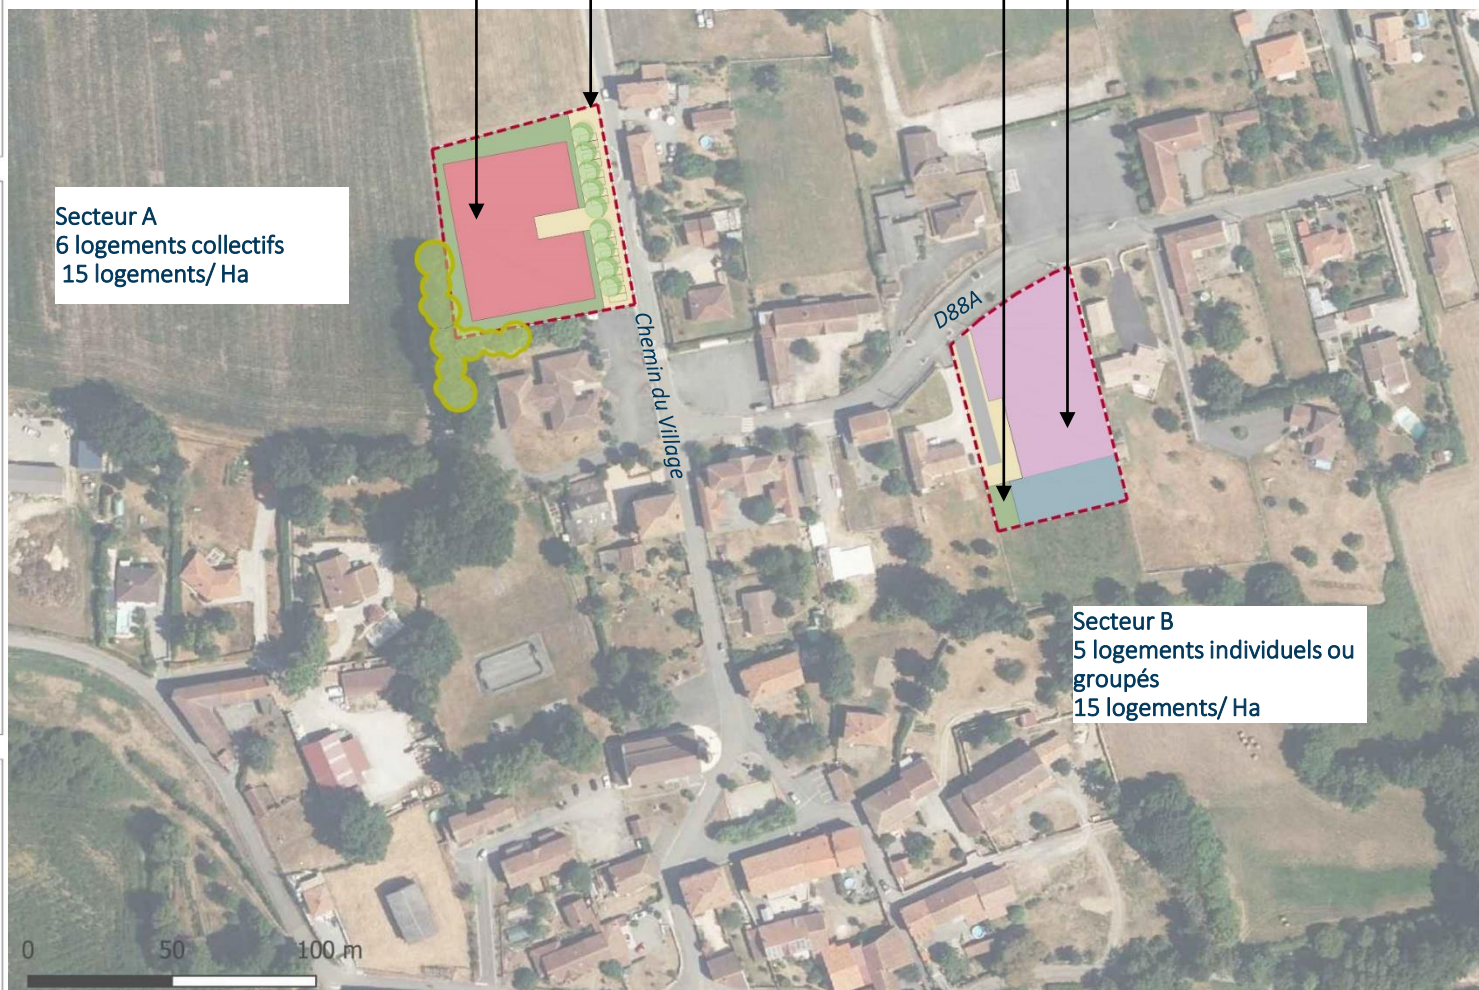 Secteur A
6 logements collectifs
15 logements/ Ha
D88A
Chemin du Village
Secteur B
5 logements individuels ou
groupés
15 logements/ Ha
0 50 100 m